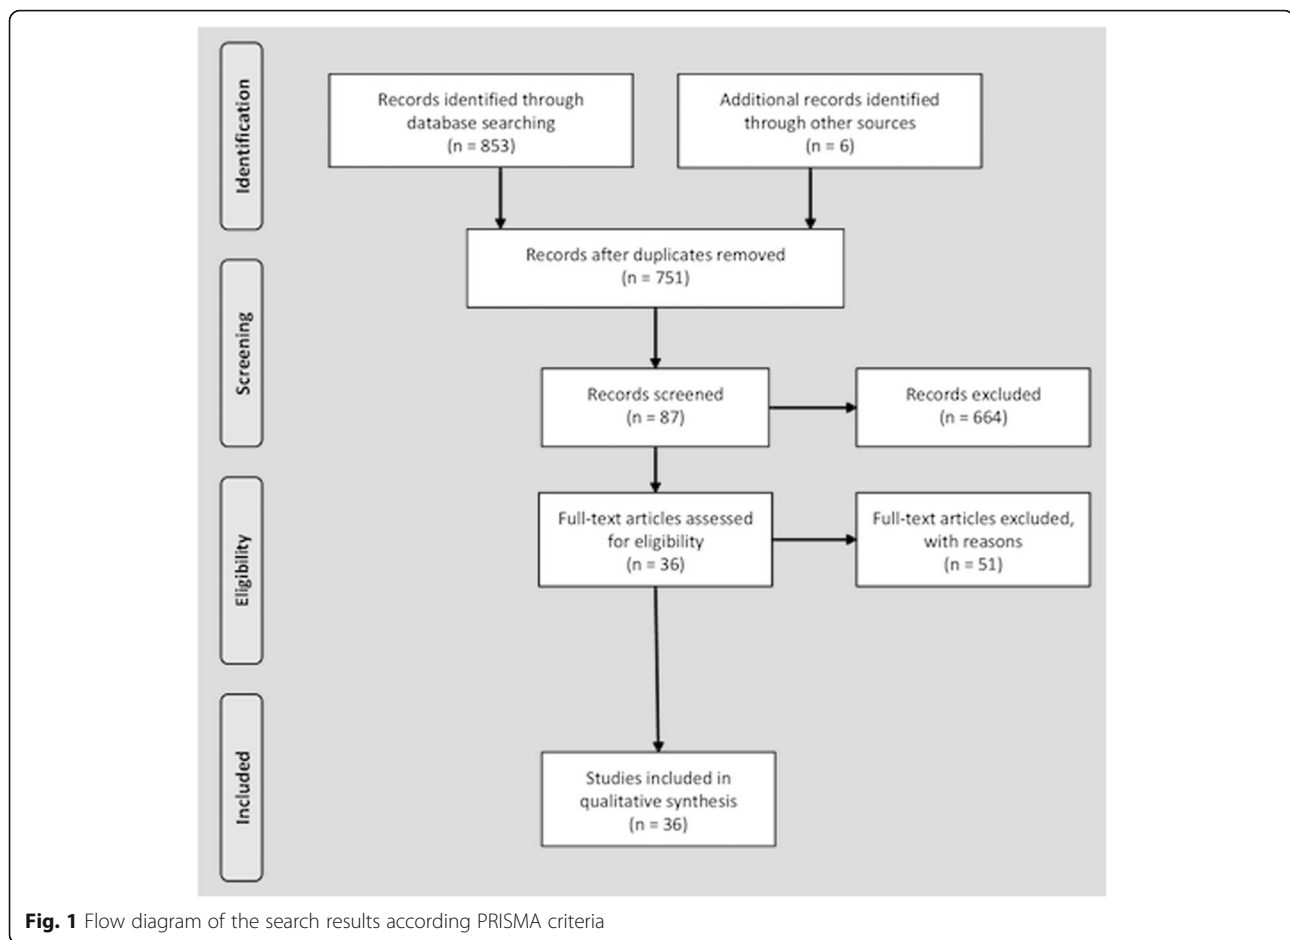 Identification
Records identified through
database searching
(n = 853)
Additional records identified
through other sources
(n = 6)
Records after duplicates removed
(n = 751)
Screening
Records screened
(n = 87)
Records excluded
(n = 664)
Eligibility
Full-text articles assessed
for eligibility
(n = 36)
Full-text articles excluded,
with reasons
(n = 51)
Included
Studies included in
qualitative synthesis
(n = 36)
Fig. 1 Flow diagram of the search results according PRISMA criteria